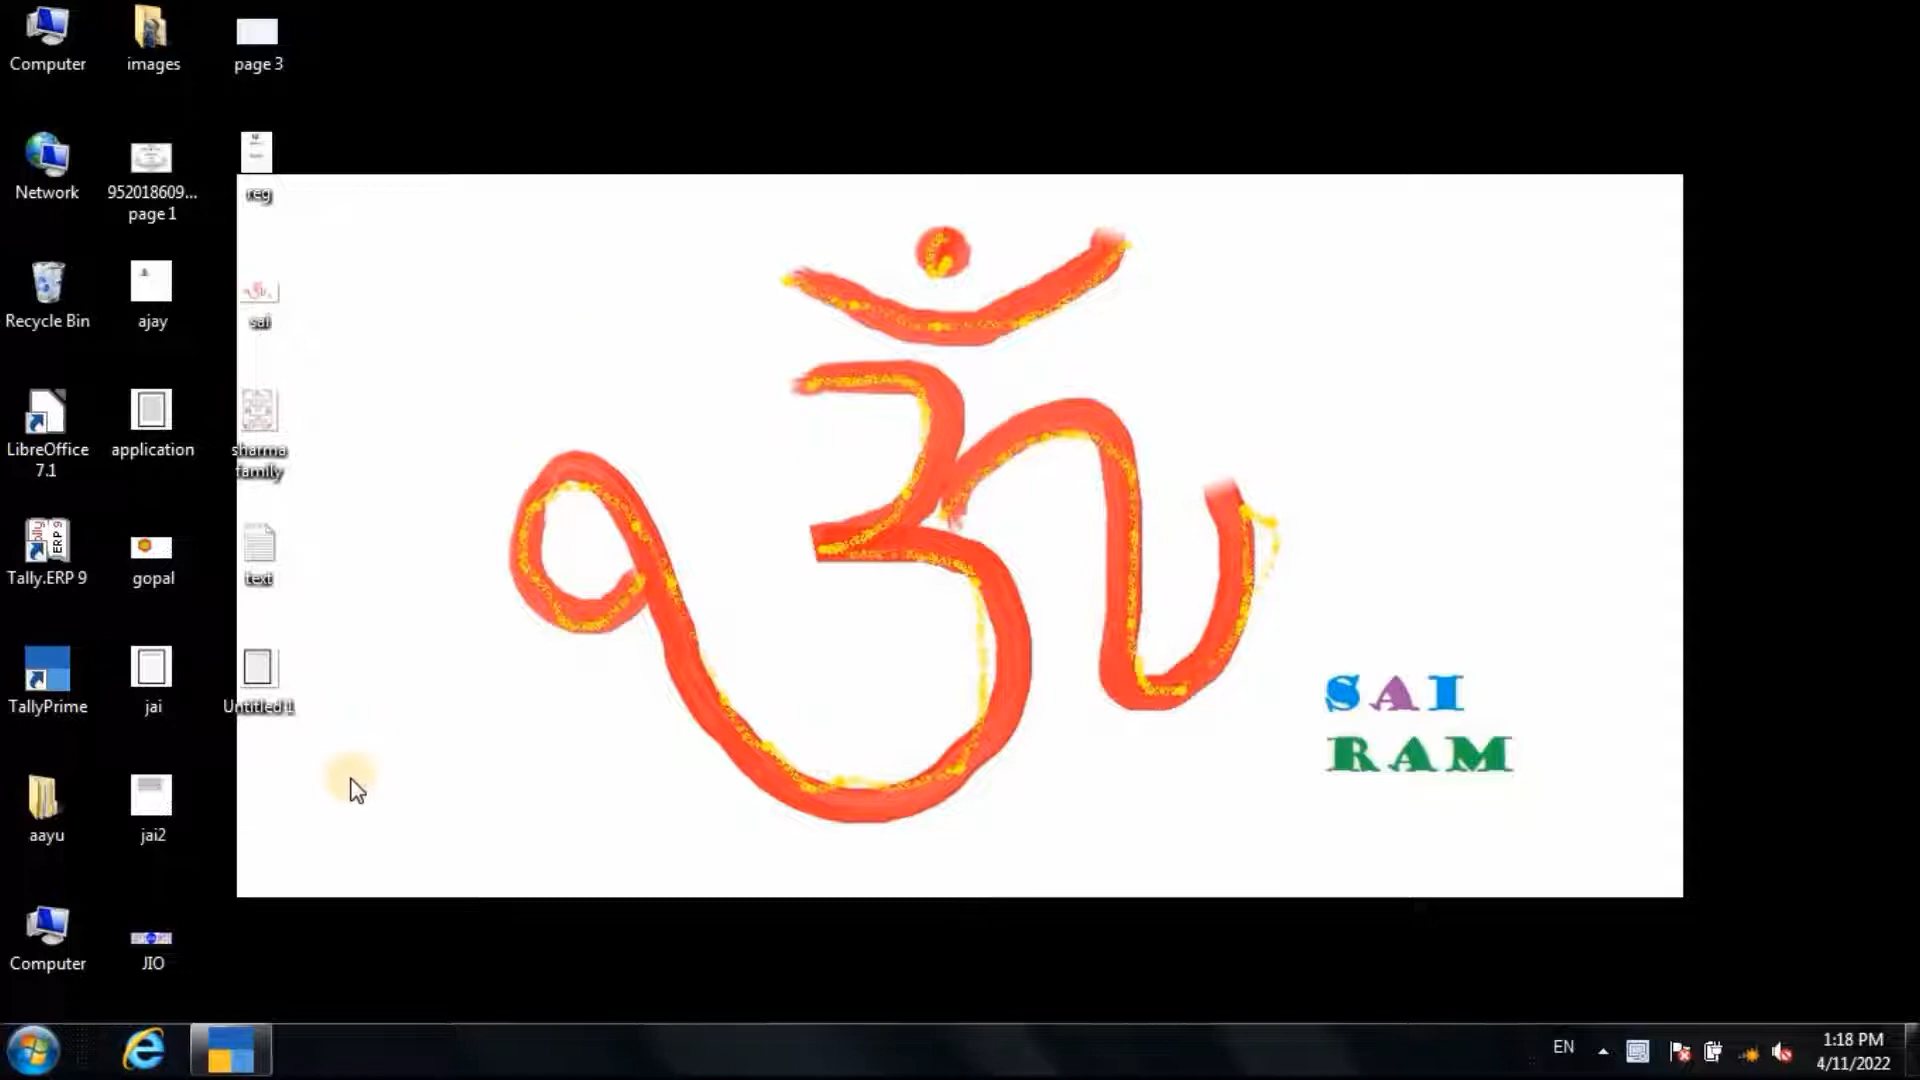 Computer
images
page 3
Network
952018609...
page 1
reg
Recycle Bin
ajay
sai
LibreOffice
7.1
application
sharma
family
Tally.ERP 9
gopal
text
TallyPrime
jai
Untitled 1
aayu
jai2
Computer
JIO
ॐ
SAI
RAM
EN
1:18 PM
4/11/2022